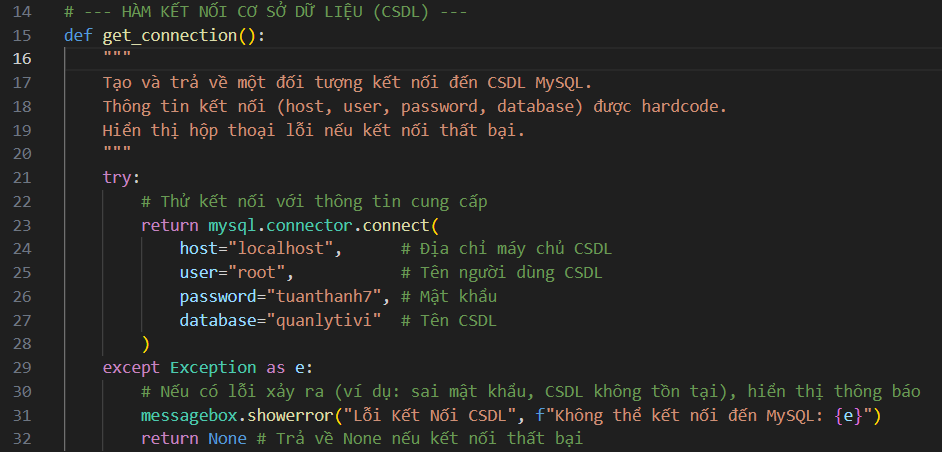 14 # --- HÀM KẾT NỐI CƠ SỞ DỮ LIỆU (CSDL) ---
15 def get_connection():
16     """
17     Tạo và trả về một đối tượng kết nối đến CSDL MySQL.
18     Thông tin kết nối (host, user, password, database) được hardcode.
19     Hiển thị hộp thoại lỗi nếu kết nối thất bại.
20     """
21     try:
22         # Thử kết nối với thông tin cung cấp
23         return mysql.connector.connect(
24             host="localhost",      # Địa chỉ máy chủ CSDL
25             user="root",           # Tên người dùng CSDL
26             password="tuanthanh7", # Mật khẩu
27             database="quanlytivi"  # Tên CSDL
28         )
29     except Exception as e:
30         # Nếu có lỗi xảy ra (ví dụ: sai mật khẩu, CSDL không tồn tại), hiển thị thông báo
31         messagebox.showerror("Lỗi Kết Nối CSDL", f"Không thể kết nối đến MySQL: {e}")
32         return None # Trả về None nếu kết nối thất bại